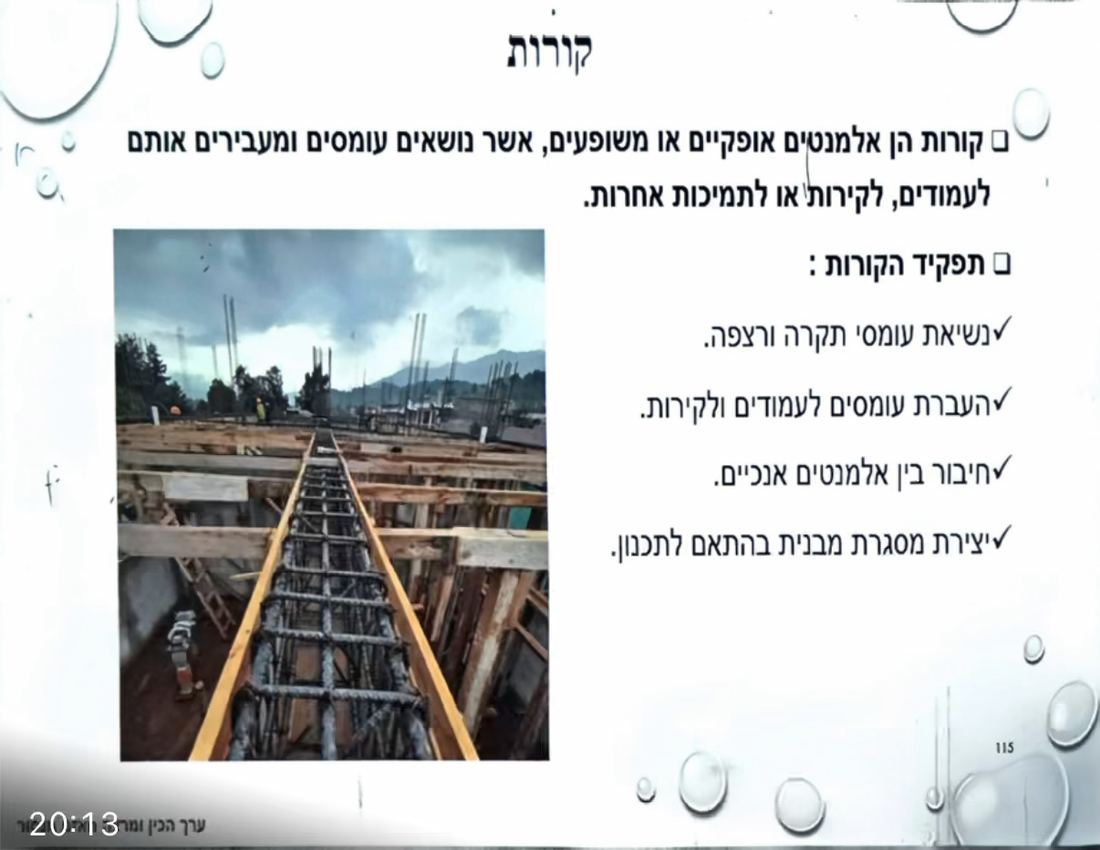 קורות
❑ קורות הן אלמנטים אופקיים או משופעים, אשר נושאים עומסים ומעבירים אותם
לעמודים, לקירות או לתמיכות אחרות.
❑ תפקיד הקורות :
✓נשיאת עומסי תקרה ורצפה.
✓העברת עומסים לעמודים ולקירות.
✓חיבור בין אלמנטים אנכיים.
✓יצירת מסגרת מבנית בהתאם לתכנון.
115
ערך הכין
20:13